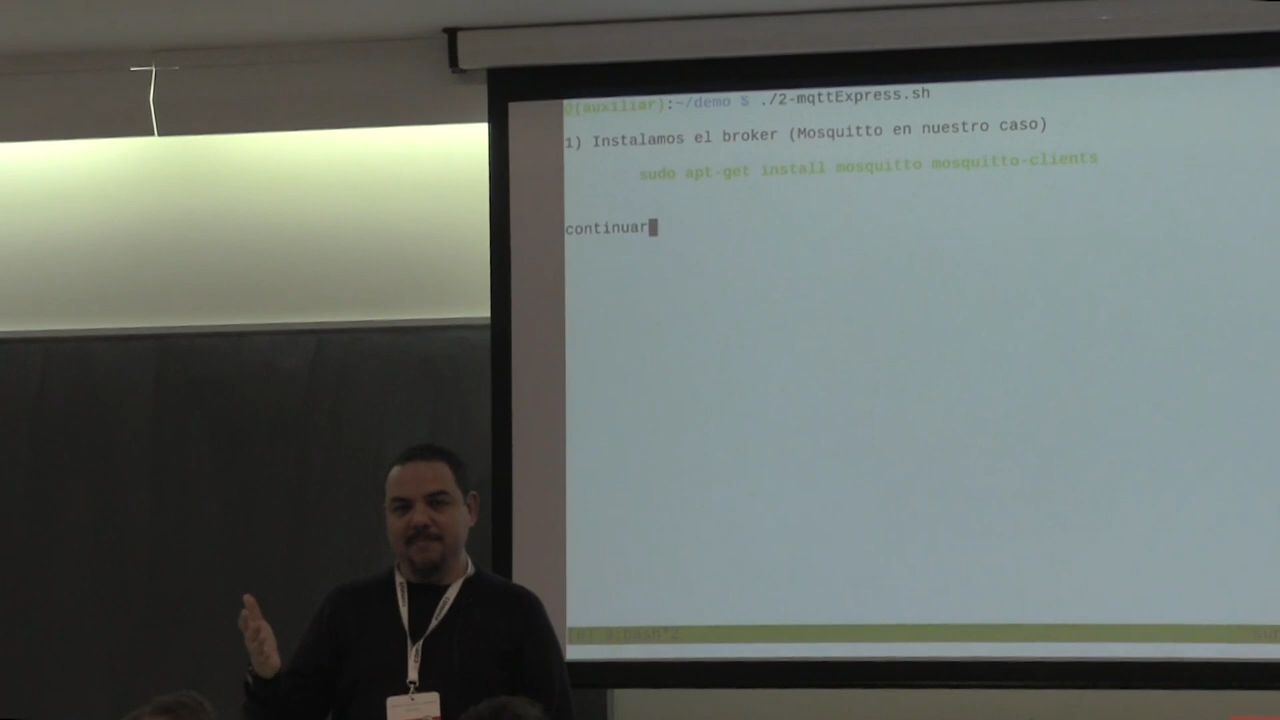 (auxiliar):~/demo $ ./2-mqttExpress.sh
1) Instalamos el broker (Mosquitto en nuestro caso)
sudo apt-get install mosquitto mosquitto-clients
continuar